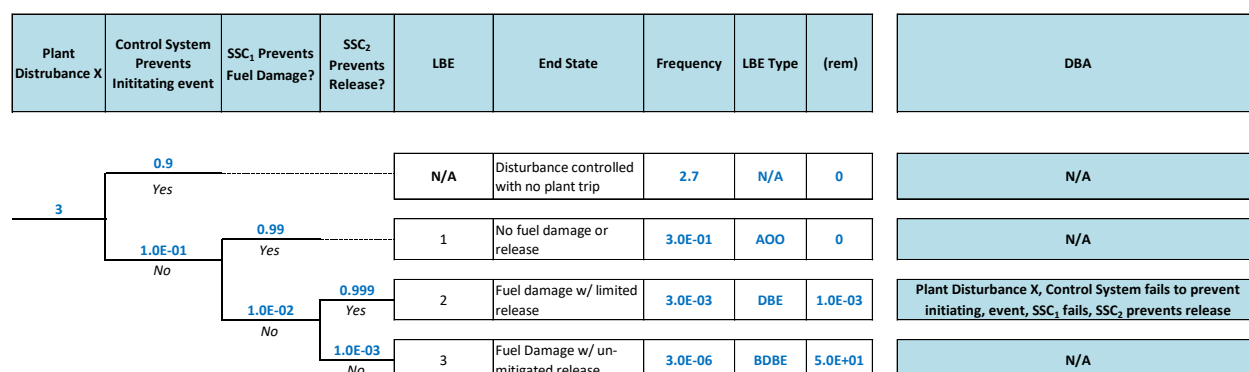 Plant
Distrubance X
Control System
Prevents
Inititating event
SSC₁ Prevents
Fuel Damage?
SSC₂
Prevents
Release?
LBE
End State
Frequency
LBE Type
(rem)
DBA
0.9
Yes
N/A
Disturbance controlled
with no plant trip
2.7
N/A
0
N/A
3
1.0E-01
No
0.99
Yes
1
No fuel damage or
release
3.0E-01
AOO
0
N/A
1.0E-02
No
0.999
Yes
2
Fuel damage w/ limited
release
3.0E-03
DBE
1.0E-03
Plant Disturbance X, Control System fails to prevent
initiating, event, SSC₁ fails, SSC₂ prevents release
1.0E-03
No
3
Fuel Damage w/ un-
mitigated release
3.0E-06
BDBE
5.0E+01
N/A